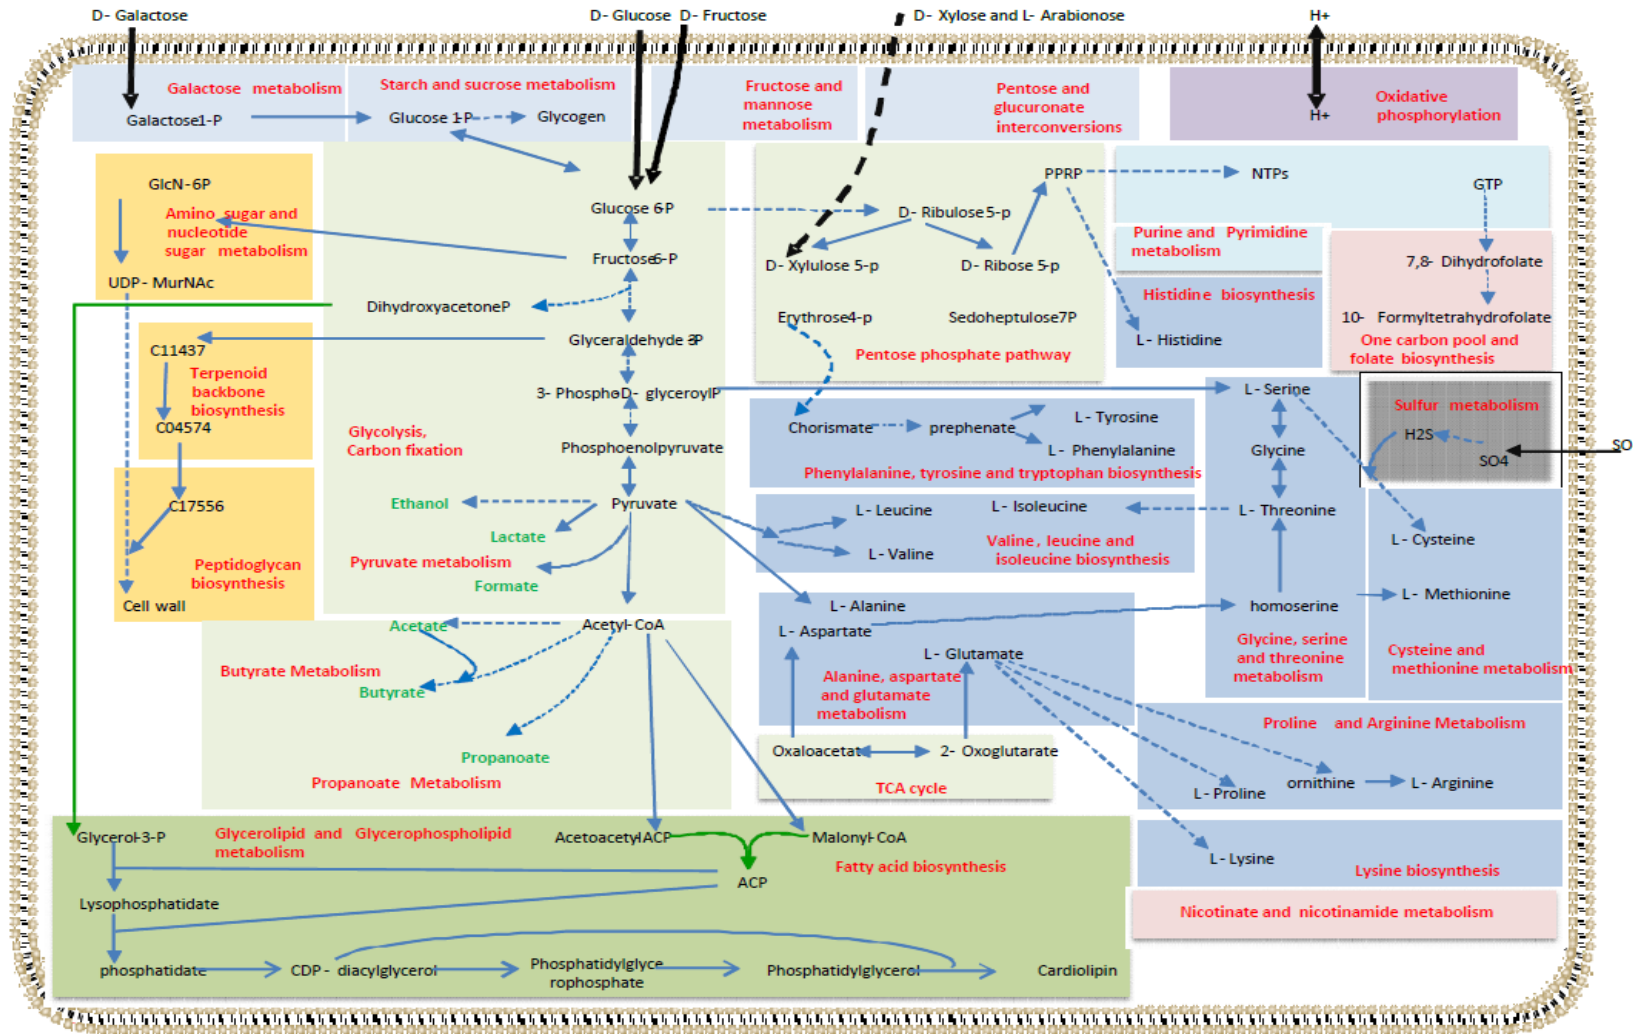 D- Galactose
D- Glucose
D- Fructose
D- Xylose and L- Arabionose
H+
Galactose metabolism
Galactose1-P
Starch and sucrose metabolism
Glucose 1-P
Glycogen
Fructose and
mannose
metabolism
Pentose and
glucuronate
interconversions
H+
Oxidative
phosphorylation
GlcN-6P
Amino sugar and
nucleotide
sugar metabolism
UDP- MurNAc
C11437
Terpenoid
backbone
biosynthesis
C04574
C17556
Peptidoglycan
biosynthesis
Cell wall
Glucose 6-P
Fructose6-P
DihydroxyacetoneP
Glyceraldehyde -3P
3- Phospho-D- glyceroylP
Glycolysis,
Carbon fixation
Phosphoenolpyruvate
Pyruvate
Ethanol
Lactate
Pyruvate metabolism
Formate
Acetyl-CoA
Acetate
Butyrate Metabolism
Butyrate
Propanoate
Propanoate Metabolism
PPRP
D- Ribulose5-p
D- Xylulose 5-p
D- Ribose 5-p
Erythrose4-p
Sedoheptulose7P
Pentose phosphate pathway
NTPs
GTP
Purine and Pyrimidine
metabolism
7,8- Dihydrofolate
10- Formyltetrahydrofolate
One carbon pool and
folate biosynthesis
Histidine biosynthesis
L- Histidine
Chorismate
prephenate
L- Tyrosine
L- Phenylalanine
Phenylalanine, tyrosine and tryptophan biosynthesis
L- Leucine
L- Isoleucine
L- Valine
Valine, leucine and
isoleucine biosynthesis
L- Serine
Glycine
L- Threonine
homoserine
Glycine, serine
and threonine
metabolism
Sulfur metabolism
H2S
SO4
SO
L- Cysteine
L- Methionine
Cysteine and
methionine metabolism
L- Alanine
L- Aspartate
L- Glutamate
Alanine, aspartate
and glutamate
metabolism
Oxaloacetate
2- Oxoglutarate
TCA cycle
Proline and Arginine Metabolism
ornithine
L- Arginine
L- Proline
L- Lysine
Lysine biosynthesis
Nicotinate and nicotinamide metabolism
Glycerol-3-P
Glycerolipid and Glycerophospholipid
metabolism
Acetoacetyl-ACP
Malonyl-CoA
Fatty acid biosynthesis
ACP
Lysophosphatidate
phosphatidate
CDP- diacylglycerol
Phosphatidylglyce
rophosphate
Phosphatidylglycerol
Cardiolipin